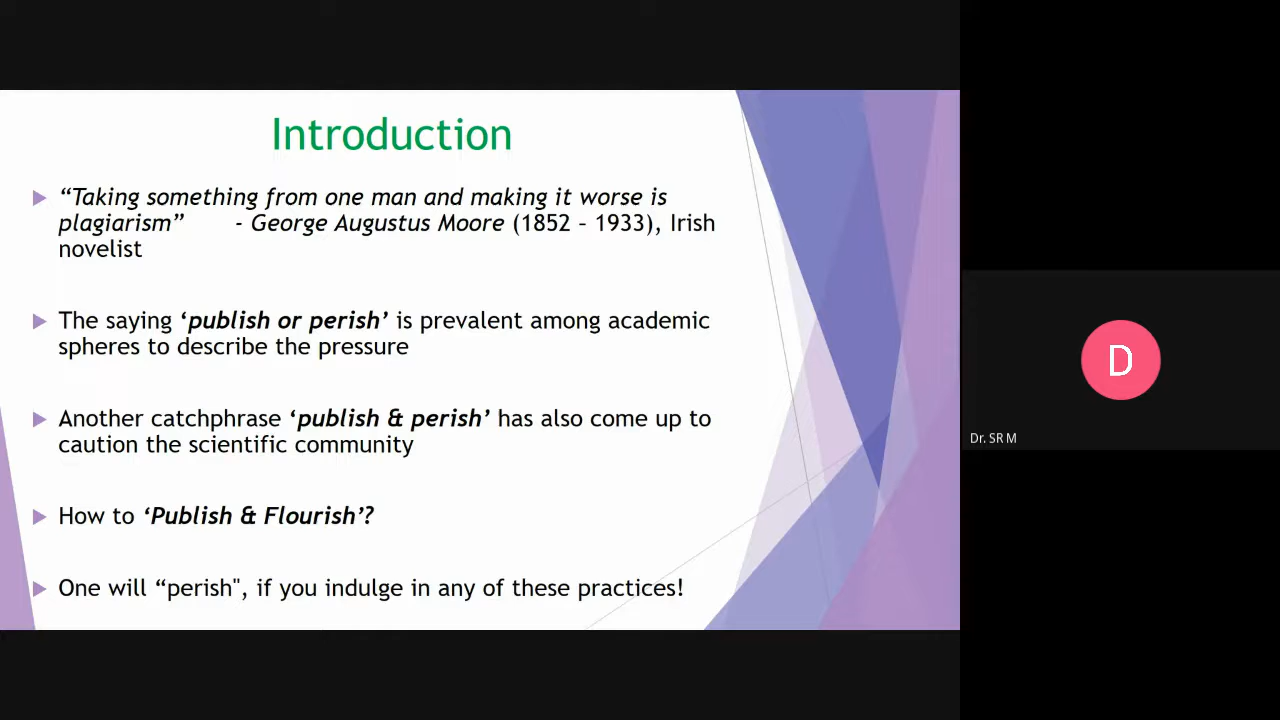 Introduction
“Taking something from one man and making it worse is
plagiarism” - George Augustus Moore (1852 – 1933), Irish
novelist
The saying ‘publish or perish’ is prevalent among academic
spheres to describe the pressure
Another catchphrase ‘publish & perish’ has also come up to
caution the scientific community
How to ‘Publish & Flourish’?
One will “perish", if you indulge in any of these practices!
D
Dr. SR M